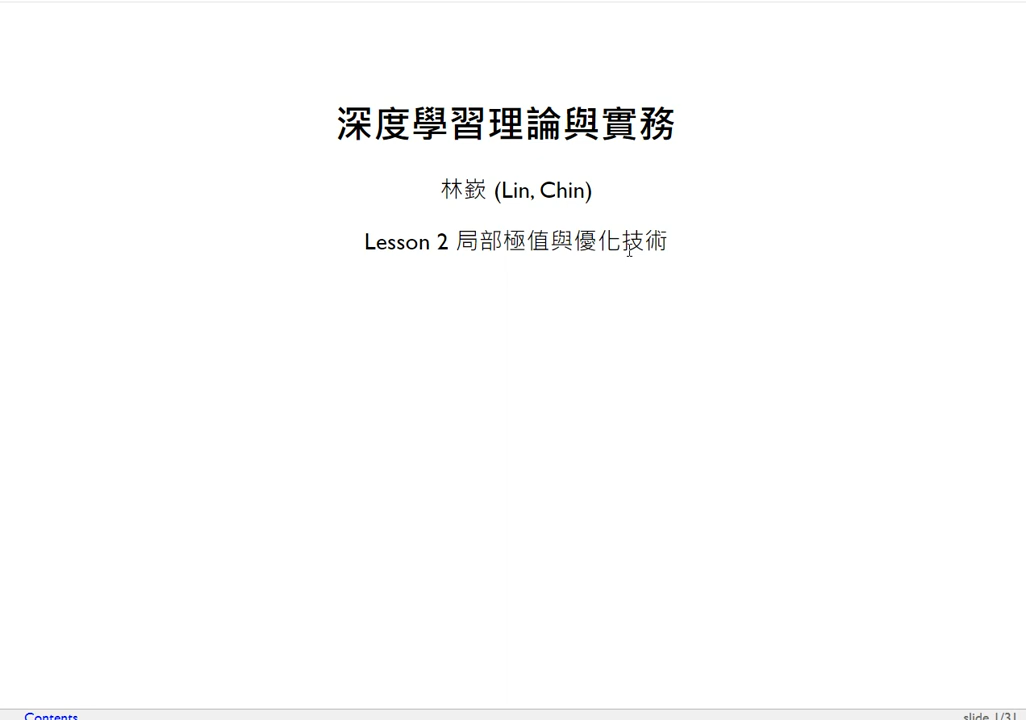 深度學習理論與實務
林嶔 (Lin, Chin)
Lesson 2 局部極值與優化技術
Contents
slide 1/31